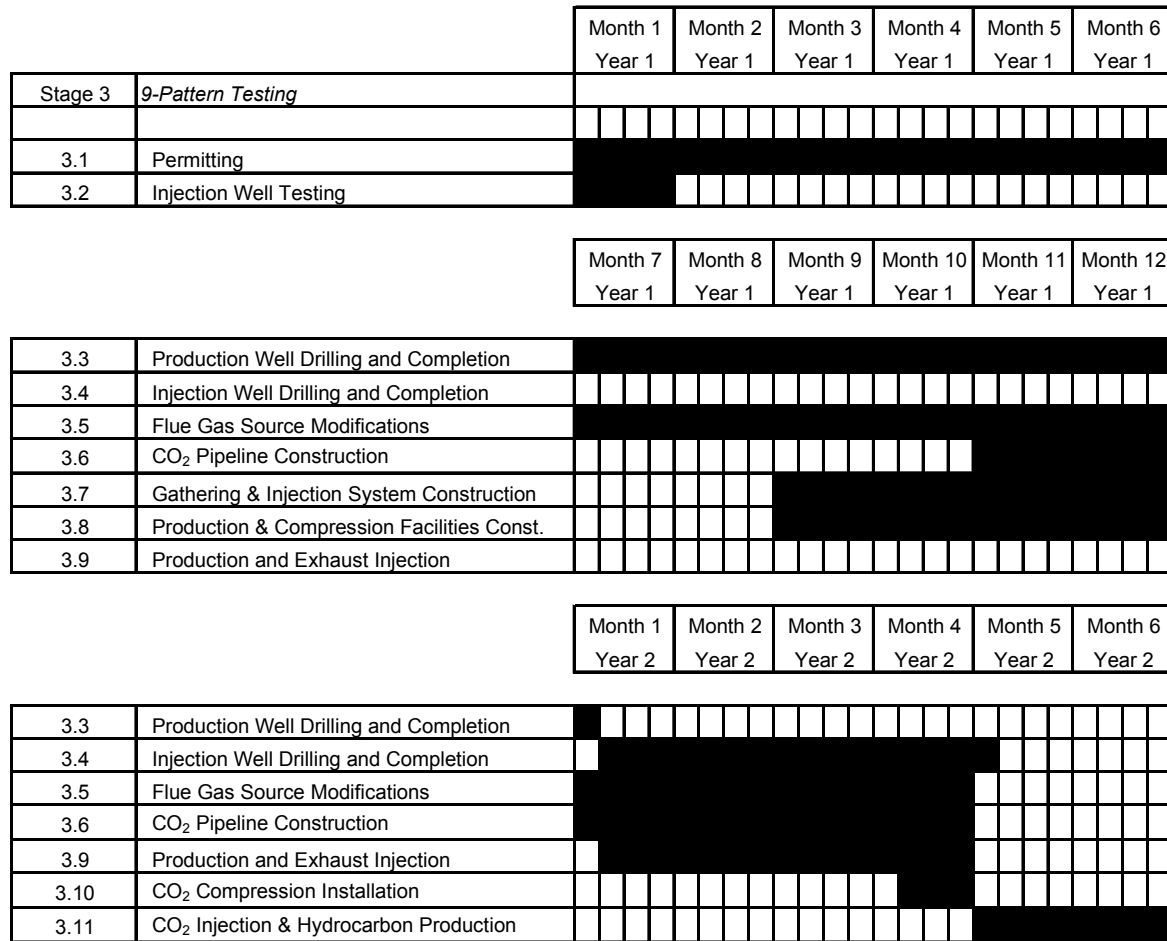 Month 1 Month 2 Month 3 Month 4 Month 5 Month 6
Year 1 Year 1 Year 1 Year 1 Year 1 Year 1
Stage 3 9-Pattern Testing
3.1 Permitting
3.2 Injection Well Testing
Month 7 Month 8 Month 9 Month 10 Month 11 Month 12
Year 1 Year 1 Year 1 Year 1 Year 1 Year 1
3.3 Production Well Drilling and Completion
3.4 Injection Well Drilling and Completion
3.5 Flue Gas Source Modifications
3.6 CO₂ Pipeline Construction
3.7 Gathering & Injection System Construction
3.8 Production & Compression Facilities Const.
3.9 Production and Exhaust Injection
Month 1 Month 2 Month 3 Month 4 Month 5 Month 6
Year 2 Year 2 Year 2 Year 2 Year 2 Year 2
3.3 Production Well Drilling and Completion
3.4 Injection Well Drilling and Completion
3.5 Flue Gas Source Modifications
3.6 CO₂ Pipeline Construction
3.9 Production and Exhaust Injection
3.10 CO₂ Compression Installation
3.11 CO₂ Injection & Hydrocarbon Production